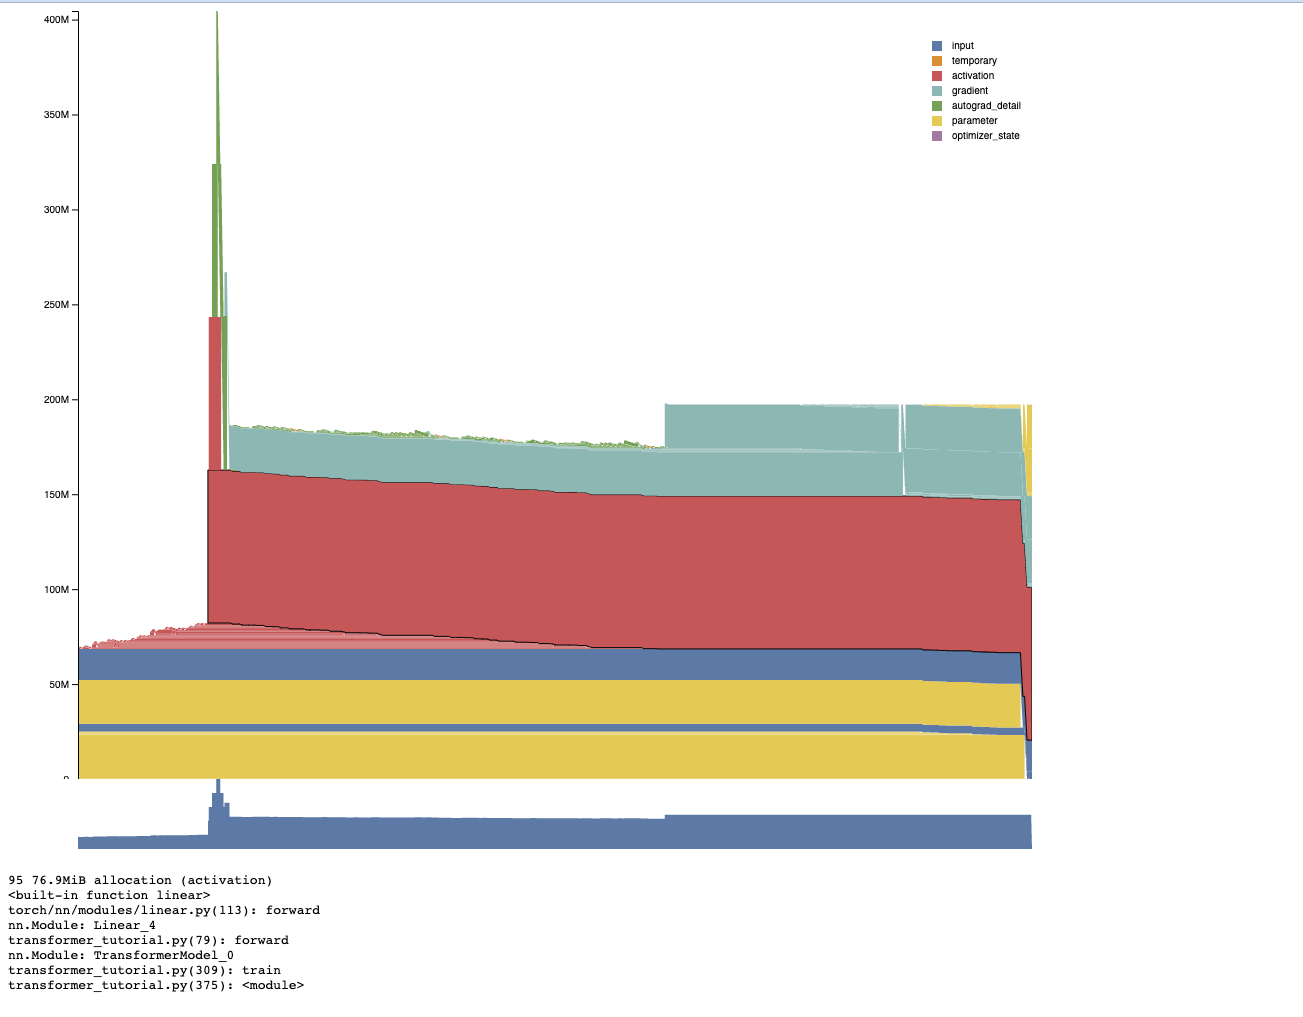 400M
350M
300M
250M
200M
150M
100M
50M
input
temporary
activation
gradient
autograd_detail
parameter
optimizer_state
95 76.9MiB allocation (activation)
<built-in function linear>
torch/nn/modules/linear.py(113): forward
nn.Module: Linear_4
transformer_tutorial.py(79): forward
nn.Module: TransformerModel_0
transformer_tutorial.py(309): train
transformer_tutorial.py(375): <module>